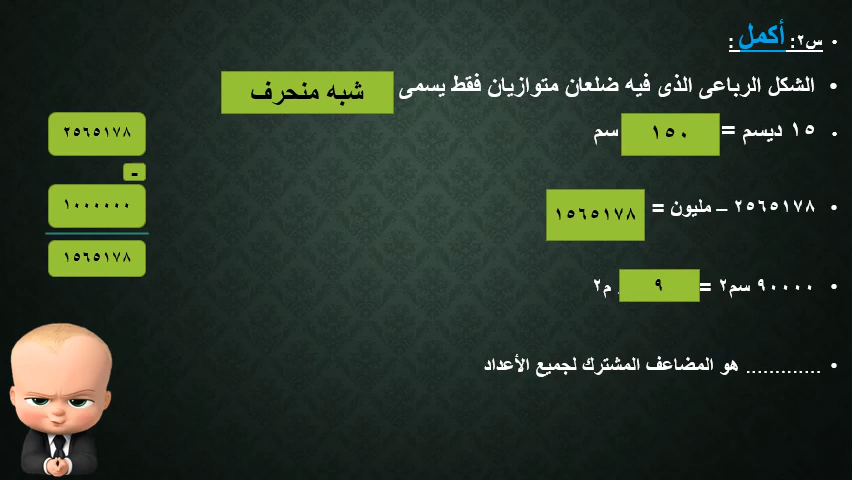 س٢: أكمل :
الشكل الرباعى الذى فيه ضلعان متوازيان فقط يسمى شبه منحرف
١٥ ديسم = ١٥٠ سم
٢٥٦٥١٧٨ – مليون = ١٥٦٥١٧٨
٩٠٠٠٠ سم٢ = ٩ م٢
............. هو المضاعف المشترك لجميع الأعداد
٢٥٦٥١٧٨
-
١٠٠٠٠٠٠
١٥٦٥١٧٨